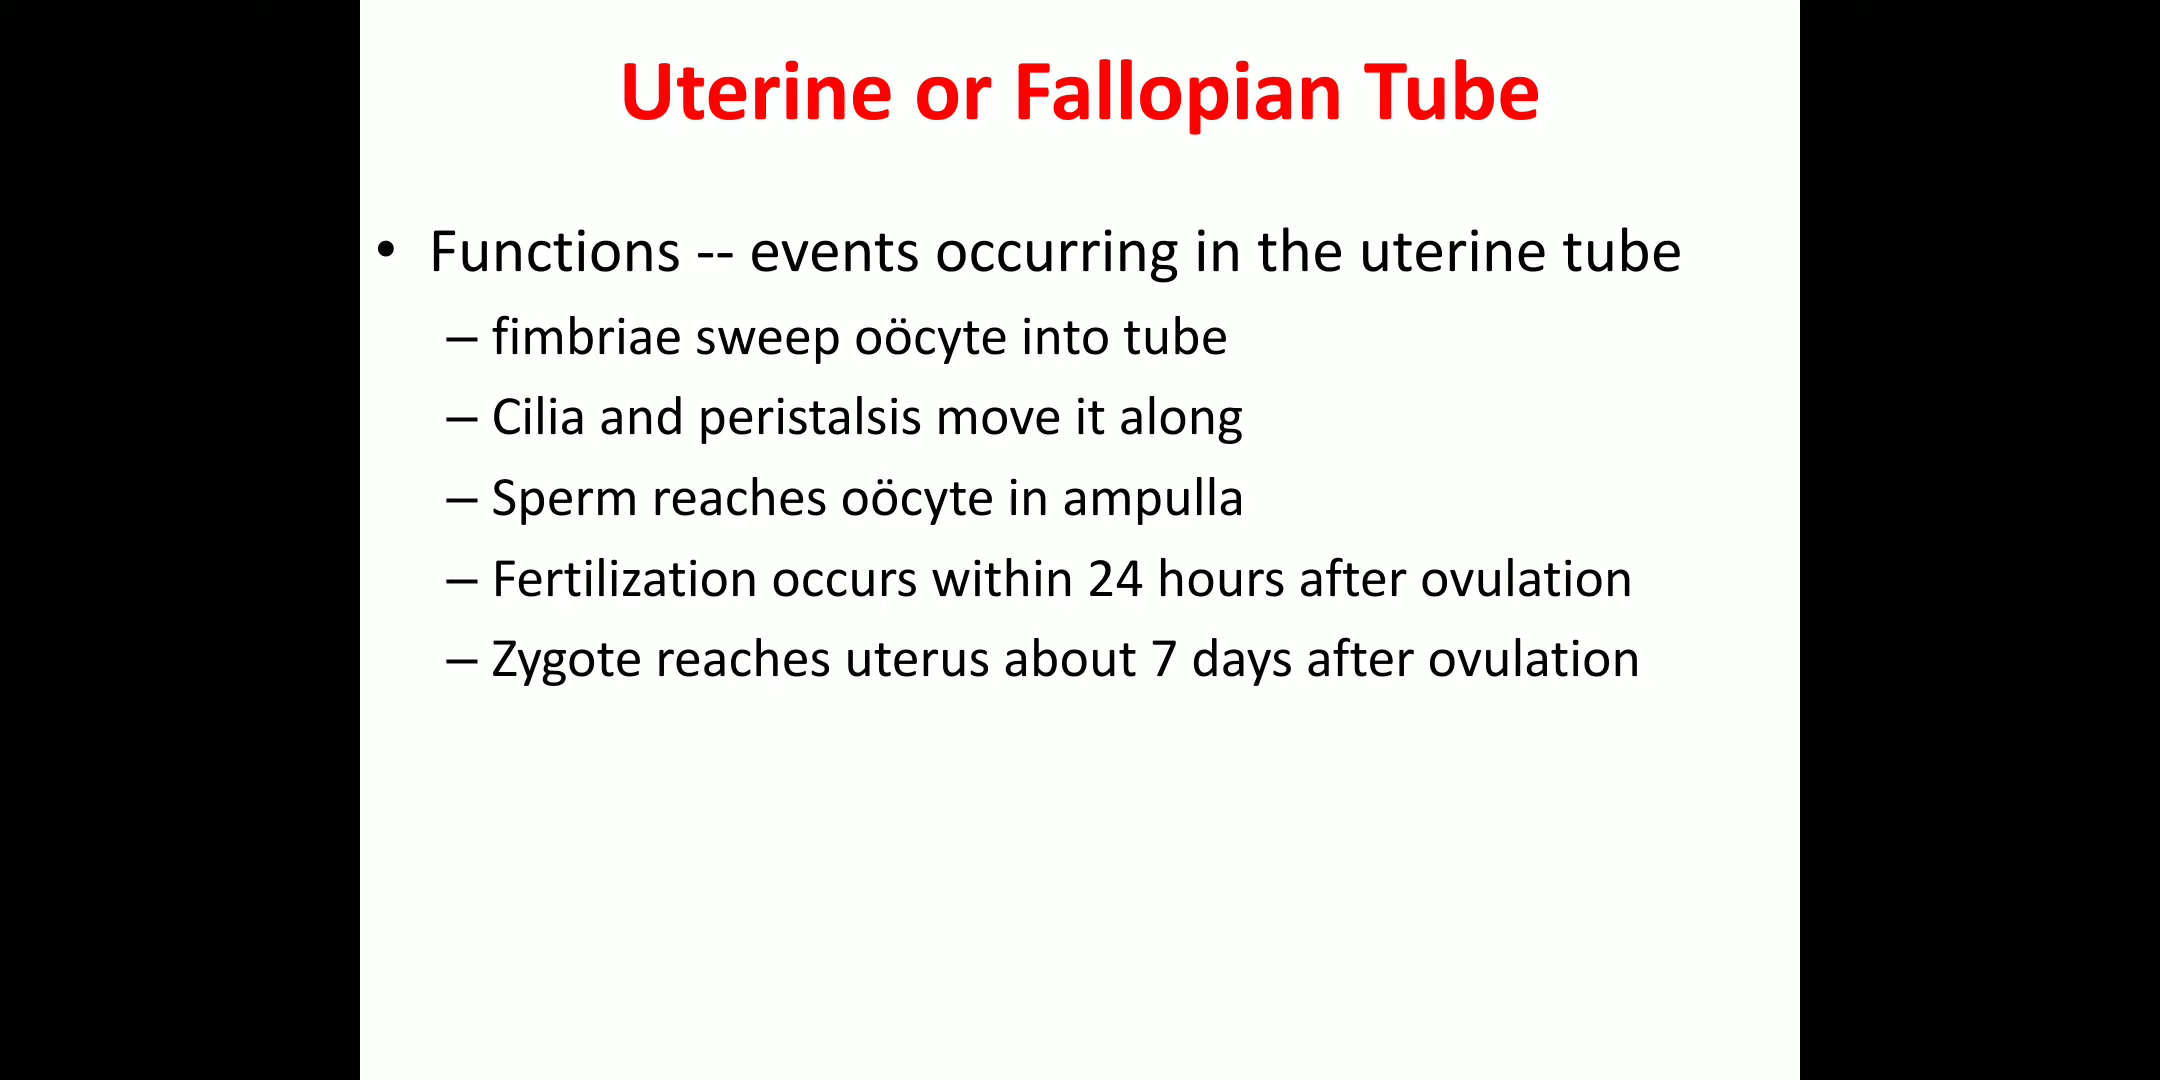 Uterine or Fallopian Tube
• Functions -- events occurring in the uterine tube
– fimbriae sweep oöcyte into tube
– Cilia and peristalsis move it along
– Sperm reaches oöcyte in ampulla
– Fertilization occurs within 24 hours after ovulation
– Zygote reaches uterus about 7 days after ovulation